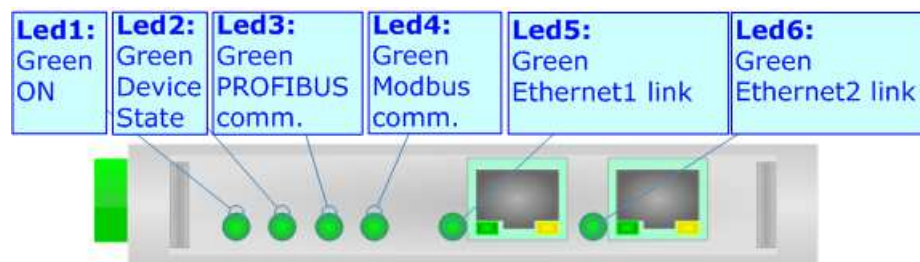 Led1:
Green
ON
Led2:
Green
Device
State
Led3:
Green
PROFIBUS
comm.
Led4:
Green
Modbus
comm.
Led5:
Green
Ethernet1 link
Led6:
Green
Ethernet2 link